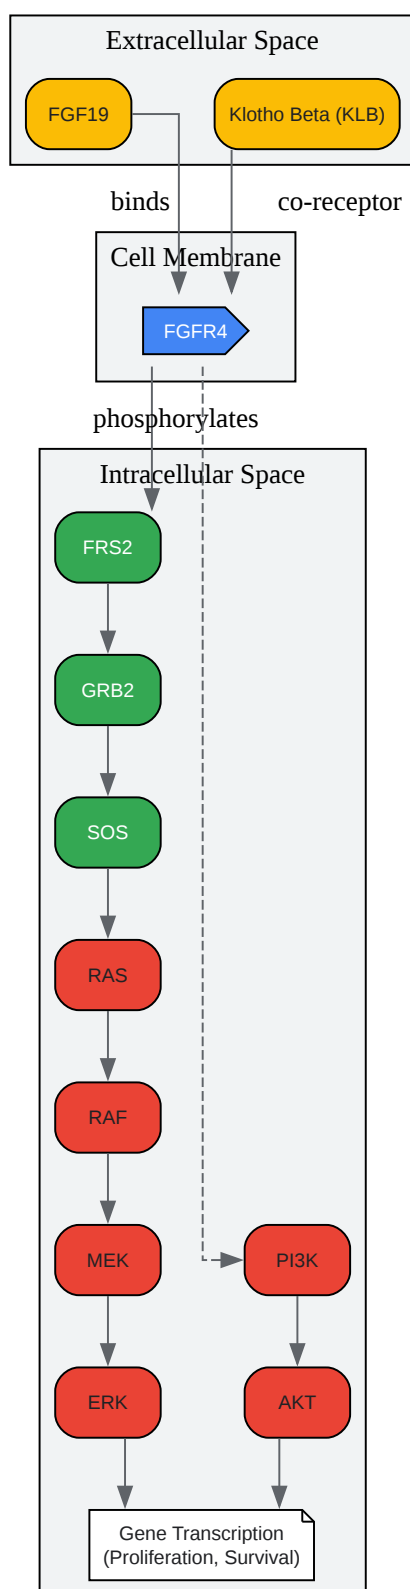 Extracellular Space
FGF19
Klotho Beta (KLB)
binds
co-receptor
Cell Membrane
FGFR4
phosphorylates
Intracellular Space
FRS2
GRB2
SOS
RAS
RAF
MEK
PI3K
ERK
AKT
Gene Transcription
(Proliferation, Survival)